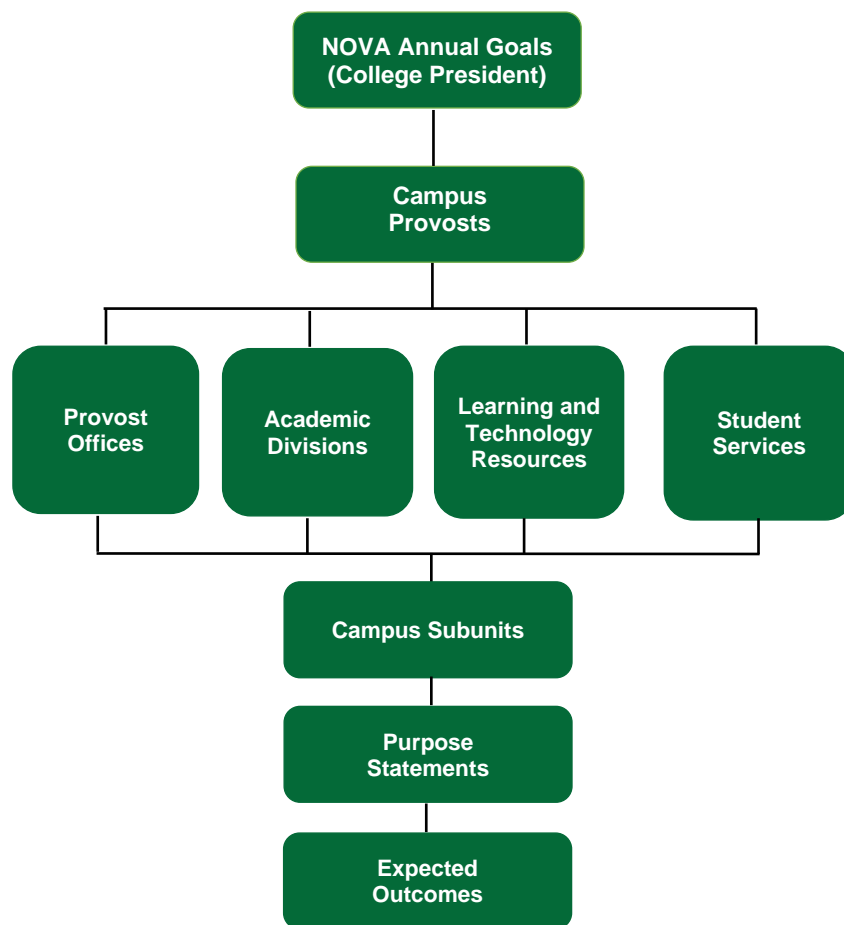 NOVA Annual Goals
(College President)
Campus
Provosts
Provost
Offices
Academic
Divisions
Learning and
Technology
Resources
Student
Services
Campus Subunits
Purpose
Statements
Expected
Outcomes